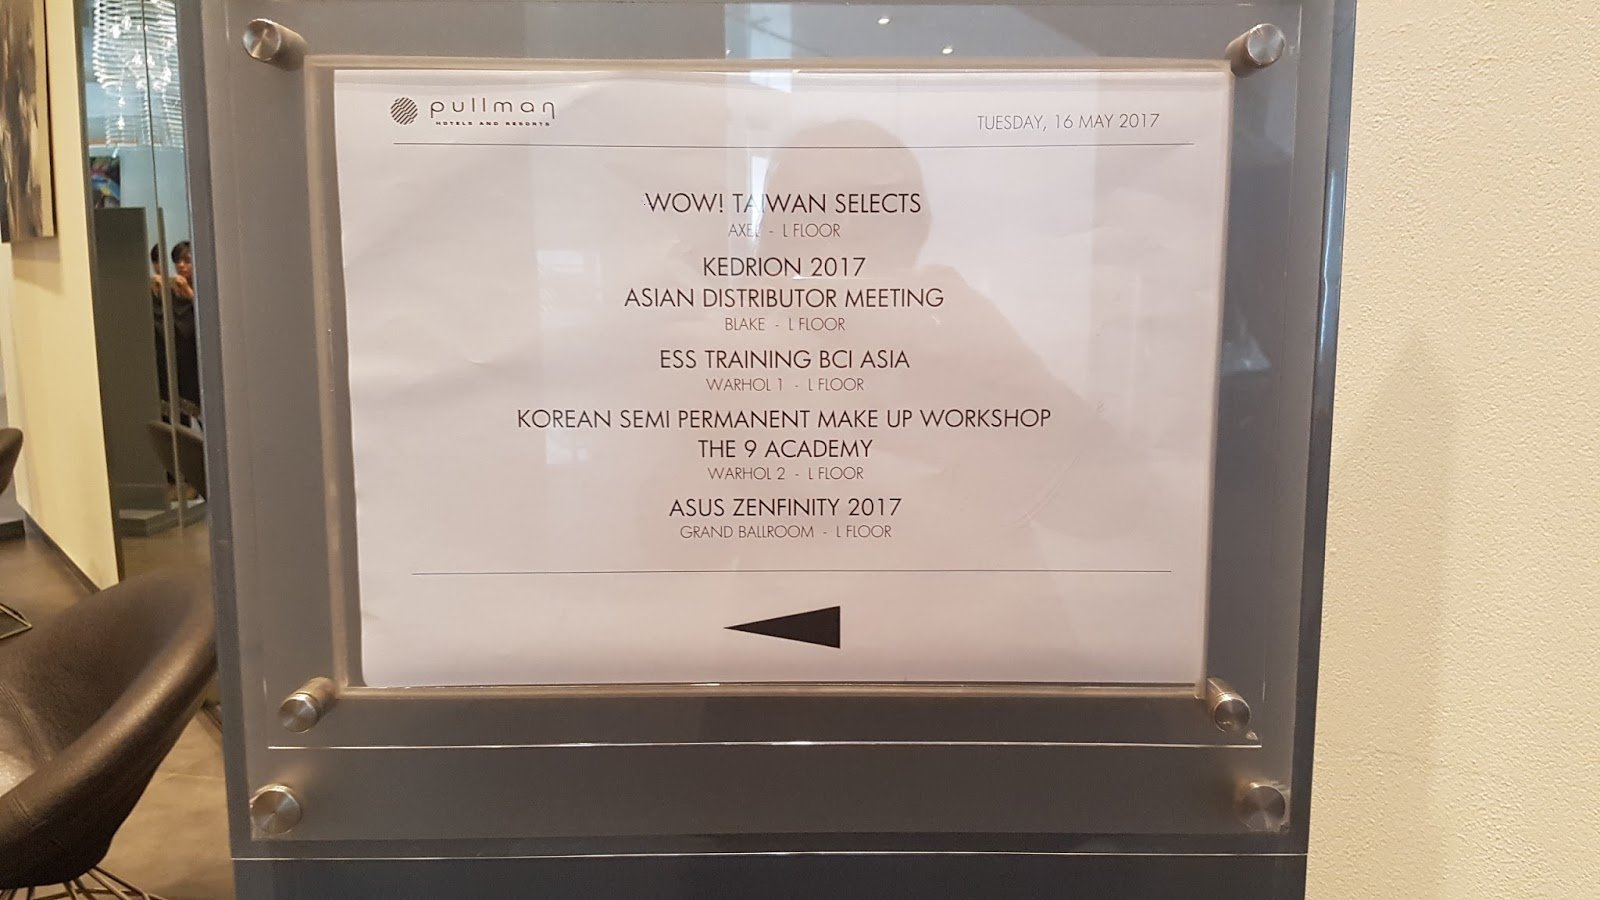 pullman
HOTELS AND RESORTS
TUESDAY, 16 MAY 2017
WOW! TAIWAN SELECTS
AXEL - L FLOOR
KEDRION 2017
ASIAN DISTRIBUTOR MEETING
BLAKE - L FLOOR
ESS TRAINING BCI ASIA
WARHOL 1 - L FLOOR
KOREAN SEMI PERMANENT MAKE UP WORKSHOP
THE 9 ACADEMY
WARHOL 2 - L FLOOR
ASUS ZENFINITY 2017
GRAND BALLROOM - L FLOOR